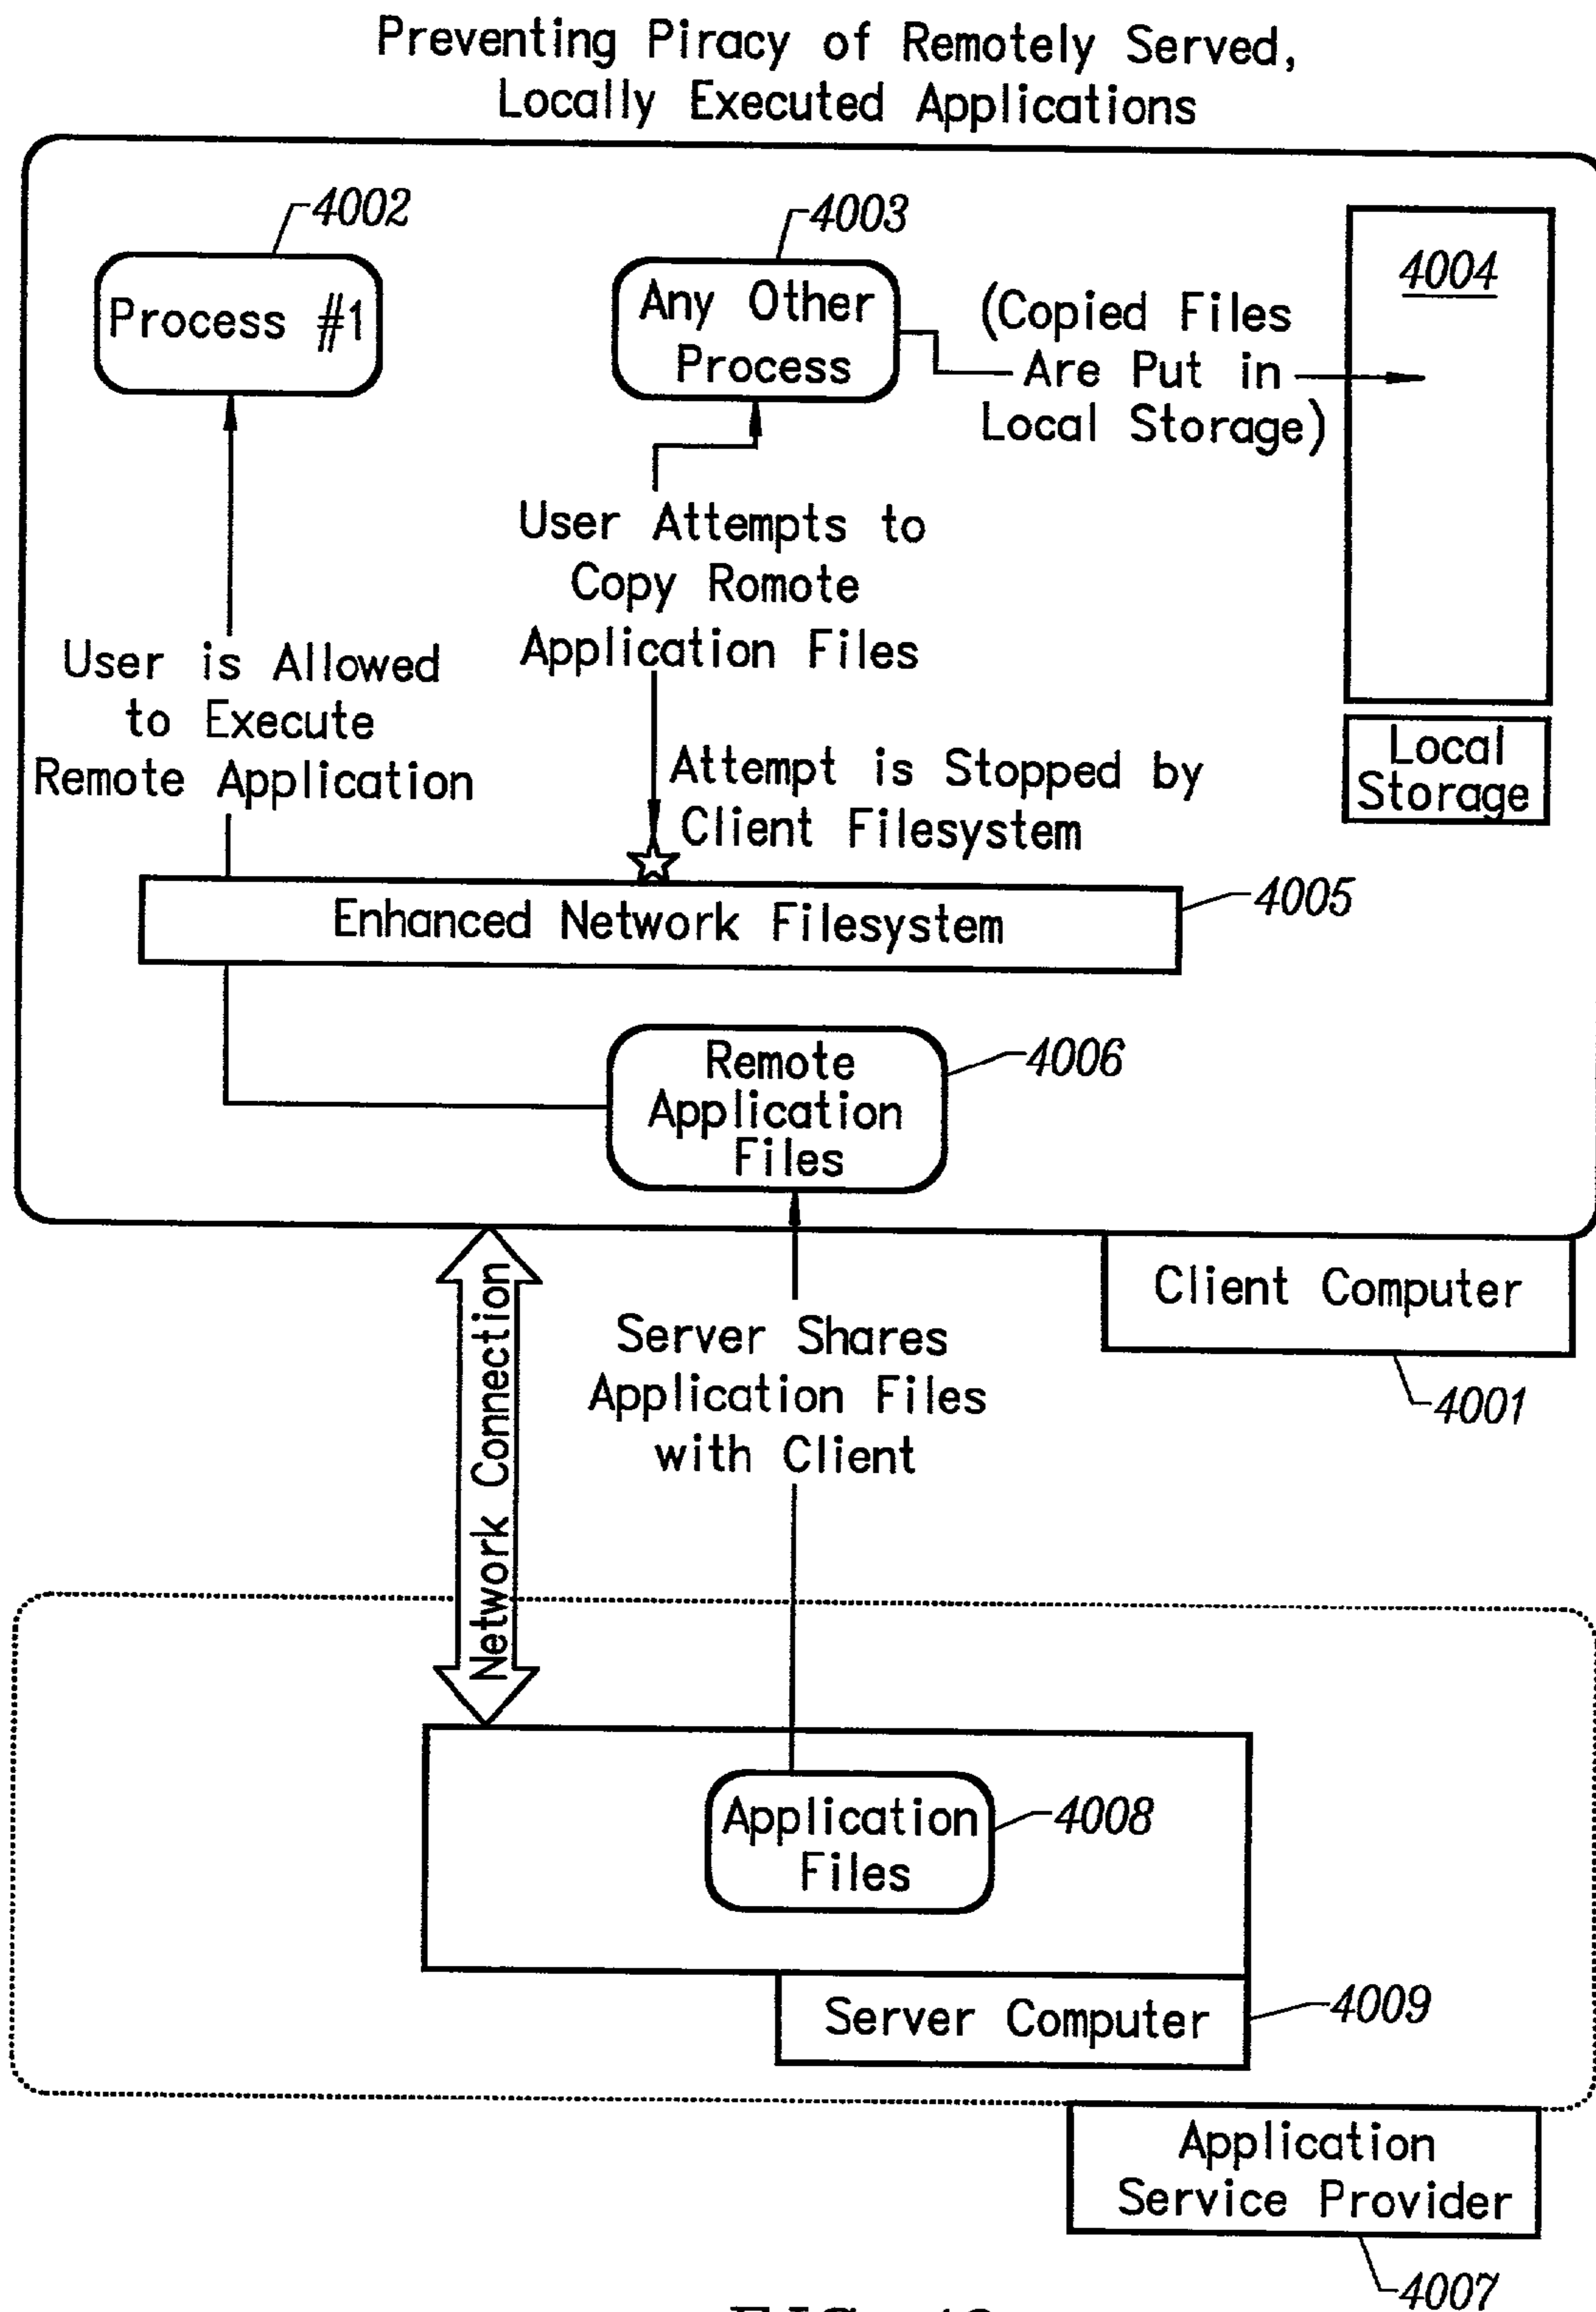 Preventing Piracy of Remotely Served,
Locally Executed Applications
4002
4003
4004
Process #1
Any Other
Process
(Copied Files
Are Put in
Local Storage)
User Attempts to
Copy Romote
Application Files
User is Allowed
to Execute
Remote Application
Local
Storage
Attempt is Stopped by
Client Filesystem
Enhanced Network Filesystem
4005
Remote
Application
Files
4006
Client Computer
4001
Network Connection
Server Shares
Application Files
with Client
Application
Files
4008
Server Computer
4009
Application
Service Provider
4007